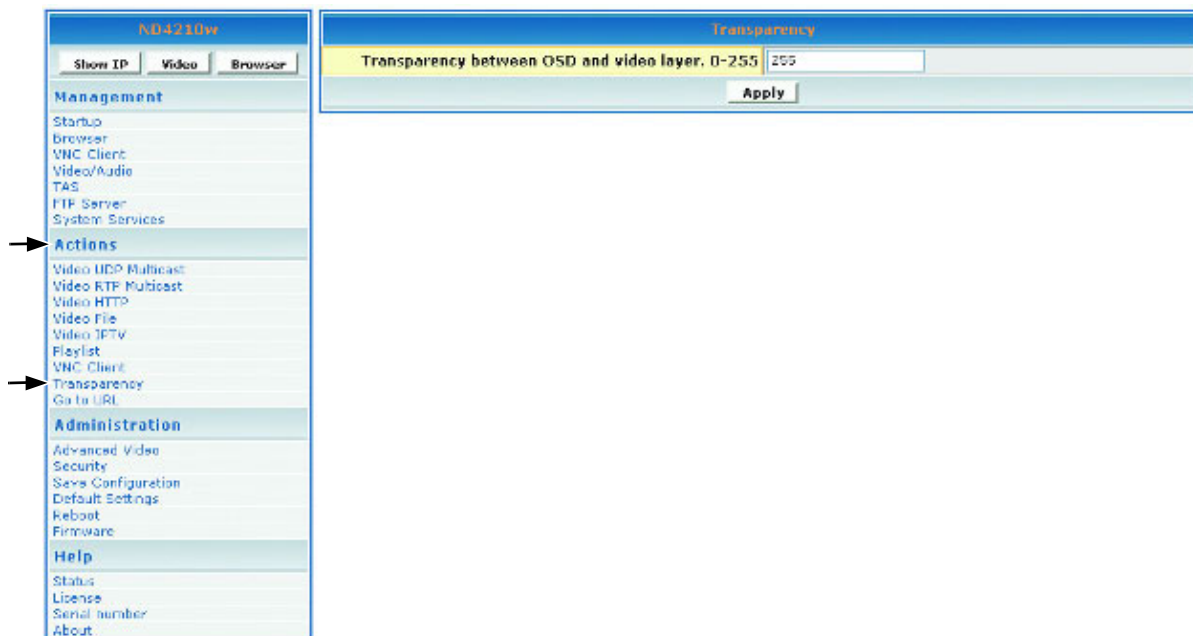 ND4210w
Show IP Video Browser
Management
Startup
Browser
VNC Client
Video/Audio
TAS
FTP Server
System Services
Actions
Video UDP Multicast
Video RTP Multicast
Video HTTP
Video File
Video IPTV
Playlist
VNC Client
Transparency
Go to URL
Administration
Advanced Video
Security
Save Configuration
Default Settings
Reboot
Firmware
Help
Status
License
Serial number
About
Transparency
Transparency between OSD and video layer. 0-255 255
Apply